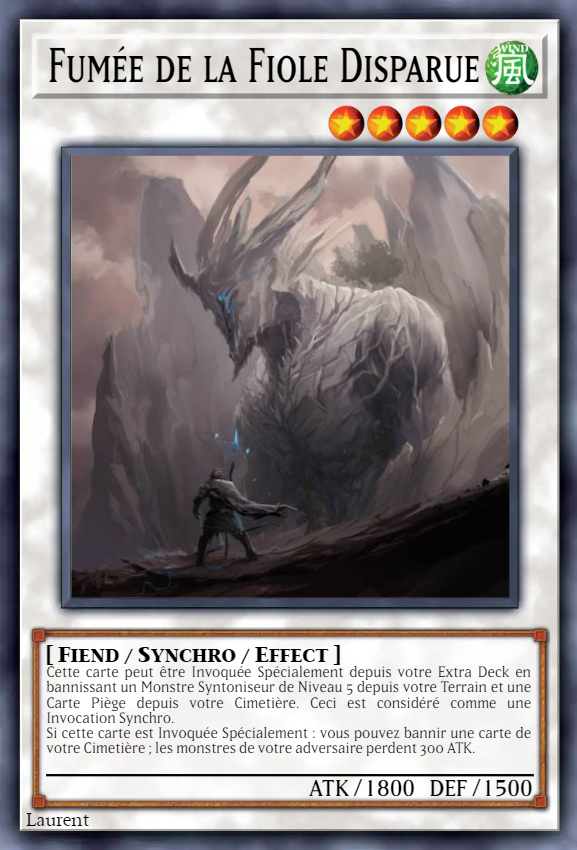 FUMÉE DE LA FIOLE DISPARUE
WIND
風
[ FIEND / SYNCHRO / EFFECT ]
Cette carte peut être Invoquée Spécialement depuis votre Extra Deck en
bannissant un Monstre Syntoniseur de Niveau 5 depuis votre Terrain et une
Carte Piège depuis votre Cimetière. Ceci est considéré comme une
Invocation Synchro.
Si cette carte est Invoquée Spécialement : vous pouvez bannir une carte de
votre Cimetière ; les monstres de votre adversaire perdent 300 ATK.
ATK / 1800 DEF / 1500
Laurent